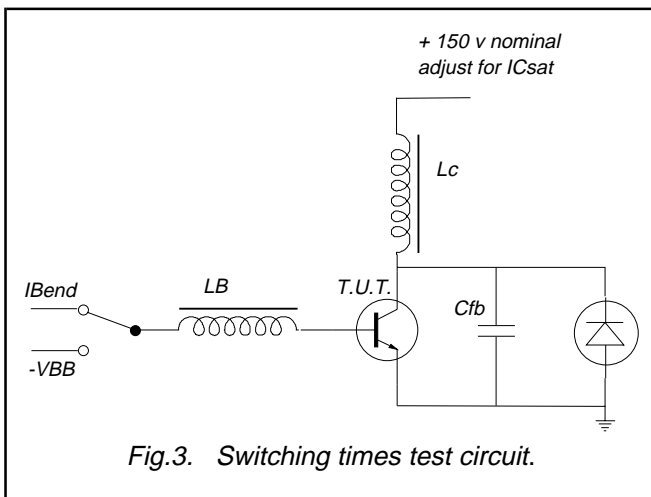 + 150 v nominal
adjust for ICsat
Lc
IBend
LB
T.U.T.
Cfb
-VBB
Fig.3. Switching times test circuit.